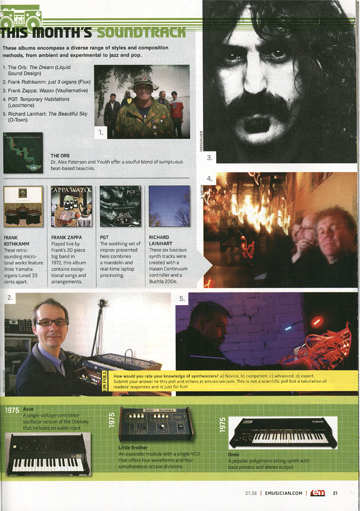 THIS MONTH'S SOUNDTRACK
These albums encompass a diverse range of styles and composition
methods, from ambient and experimental to jazz and pop.
1. The Orb: The Dream (Liquid
Sound Design)
2. Frank Rothkamm: just 3 organs (Flux)
3. Frank Zappa: Wazoo (Vaulternative)
4. PGT: Temporary Habitations
(Loochtone)
5. Richard Lainhart: The Beautiful Sky
(O-Town)
1.
3.
THE ORB
Dr. Alex Paterson and Youth offer a soulful blend of sumptuous
beat-based beauties.
4.
ZAPPA/WAZOO
PGT
FRANK
ROTHKAMM
These retro-
sounding micro-
tonal works feature
three Yamaha
organs tuned 33
cents apart.
FRANK ZAPPA
Played live by
Frank's 20-piece
big band in
1972, this album
contains excep-
tional songs and
arrangements.
PGT
The soothing set of
improv presented
here combines
a mandolin and
real-time laptop
processing.
RICHARD
LAINHART
These six luscious
synth tracks were
created with a
Haken Continuum
controller and a
Buchla 200e.
2.
5.
How would you rate your knowledge of synthesizers? a) Novice. b) competent. c) advanced. d) expert.
Submit your answer to this poll and others at emusician.com. This is not a scientific poll but a tabulation of
readers' responses and is just for fun!
1975
Axxe
A single-voltage-controlled-
oscillator version of the Odyssey
that includes an audio input.
1975
Little Brother
An expander module with a single VCO
that offers four waveforms and four
simultaneous octave divisions.
1975
Omni
A popular polyphonic string synth with
bass presets and stereo output.
07.08 | EMUSICIAN.COM | EM 21